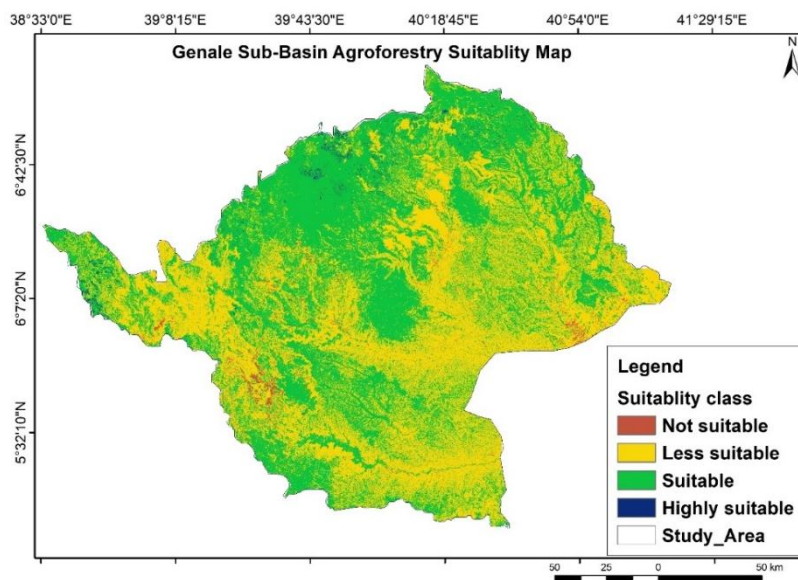 38°33'0"E 39°8'15"E 39°43'30"E 40°18'45"E 40°54'0"E 41°29'15"E
Genale Sub-Basin Agroforestry Suitablity Map
N
6°42'30"N
6°7'20"N
5°32'10"N
Legend
Suitablity class
Not suitable
Less suitable
Suitable
Highly suitable
Study_Area
50 25 0 50 km